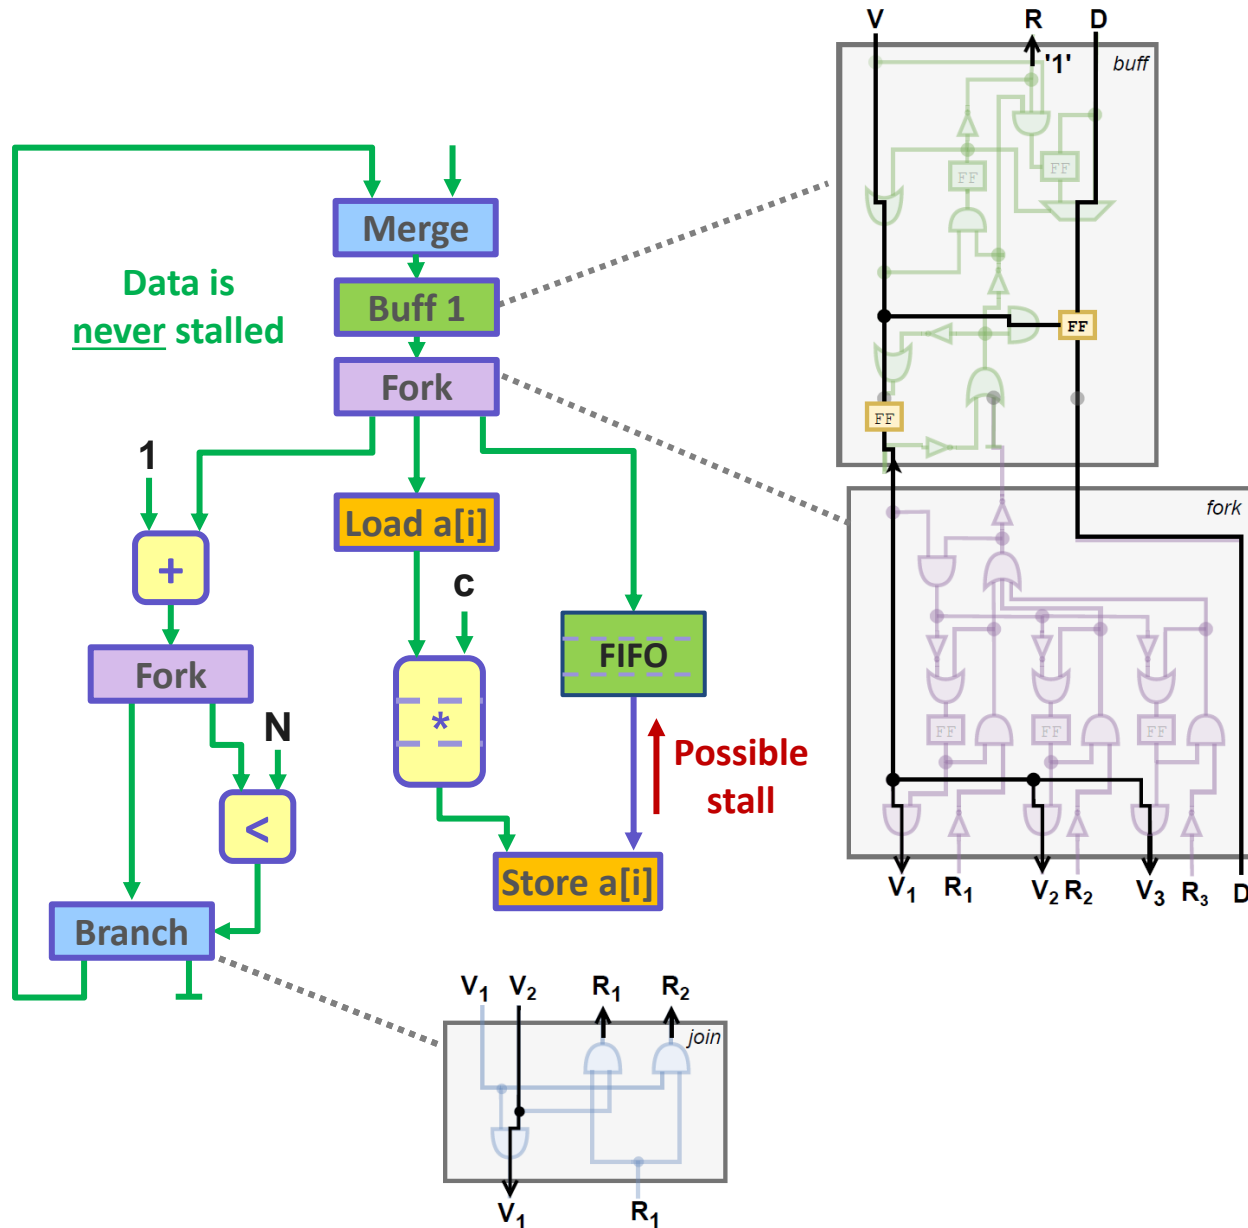 V R D
'1' buff
FF
FF
FF
FF
Merge
Data is
never stalled
Buff 1
Fork
1
Load a[i]
+
c
FIFO
Fork
*
N
Possible
stall
<
Store a[i]
Branch
fork
FF FF FF
V1 R1 V2 R2 V3 R3 D
V1 V2 R1 R2
join
V1 R1